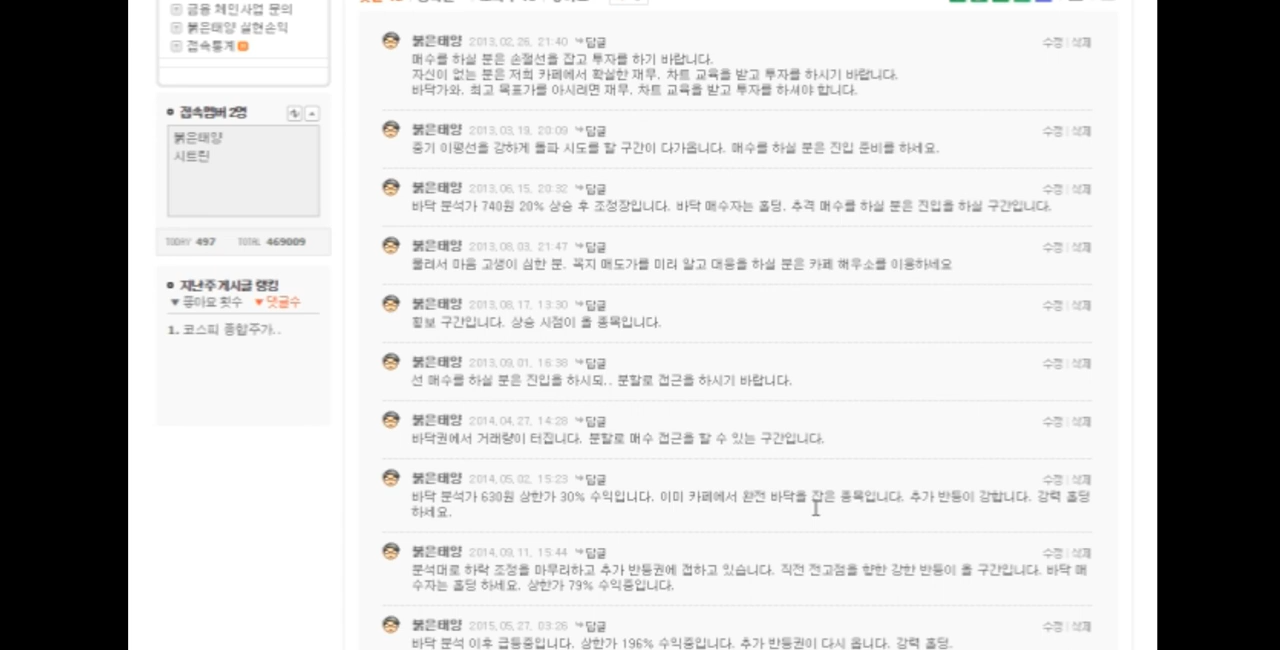 금융 체인사업 문의
붉은태양 실현손익
접속통계
접속멤버 2명
붉은태양
시트린
TODAY 497 TOTAL 469009
지난주 게시글 랭킹
▼ 좋아요 횟수 ▼ 댓글수
1. 코스피 종합주가..
붉은태양 2013.02.26. 21:40 답글 수정 | 삭제
매수를 하실 분은 손절선을 잡고 투자를 하기 바랍니다.
자신이 없는 분은 저희 카페에서 확실한 재무. 차트 교육을 받고 투자를 하시기 바랍니다.
바닥가와. 최고 목표가를 아시려면 재무. 차트 교육을 받고 투자를 하셔야 합니다.
붉은태양 2013.03.19. 20:09 답글 수정 | 삭제
중기 이평선을 강하게 돌파 시도를 할 구간이 다가옵니다. 매수를 하실 분은 진입 준비를 하세요.
붉은태양 2013.06.15. 20:32 답글 수정 | 삭제
바닥 분석가 740원 20% 상승 후 조정장입니다. 바닥 매수자는 홀딩. 추격 매수를 하실 분은 진입을 하실 구간입니다.
붉은태양 2013.08.03. 21:47 답글 수정 | 삭제
물려서 마음 고생이 심한 분. 꼭지 매도가를 미리 알고 대응을 하실 분은 카페 해우소를 이용하세요
붉은태양 2013.08.17. 13:30 답글 수정 | 삭제
횡보 구간입니다. 상승 시점이 올 종목입니다.
붉은태양 2013.09.01. 16:38 답글 수정 | 삭제
선 매수를 하실 분은 진입을 하시되.. 분할로 접근을 하시기 바랍니다.
붉은태양 2014.04.27. 14:28 답글 수정 | 삭제
바닥권에서 거래량이 터집니다. 분할로 매수 접근을 할 수 있는 구간입니다.
붉은태양 2014.05.02. 15:23 답글 수정 | 삭제
바닥 분석가 630원 상한가 30% 수익입니다. 이미 카페에서 완전 바닥을 잡은 종목입니다. 추가 반등이 강합니다. 강력 홀딩
하세요.
붉은태양 2014.09.11. 15:44 답글 수정 | 삭제
분석대로 하락 조정을 마무리하고 추가 반등권에 접하고 있습니다. 직전 전고점을 향한 강한 반등이 올 구간입니다. 바닥 매
수자는 홀딩 하세요. 상한가 79% 수익중입니다.
붉은태양 2015.05.27. 03:26 답글 수정 | 삭제
바닥 분석 이후 급등중입니다. 상한가 196% 수익중입니다. 추가 반등권이 다시 옵니다. 강력 홀딩.